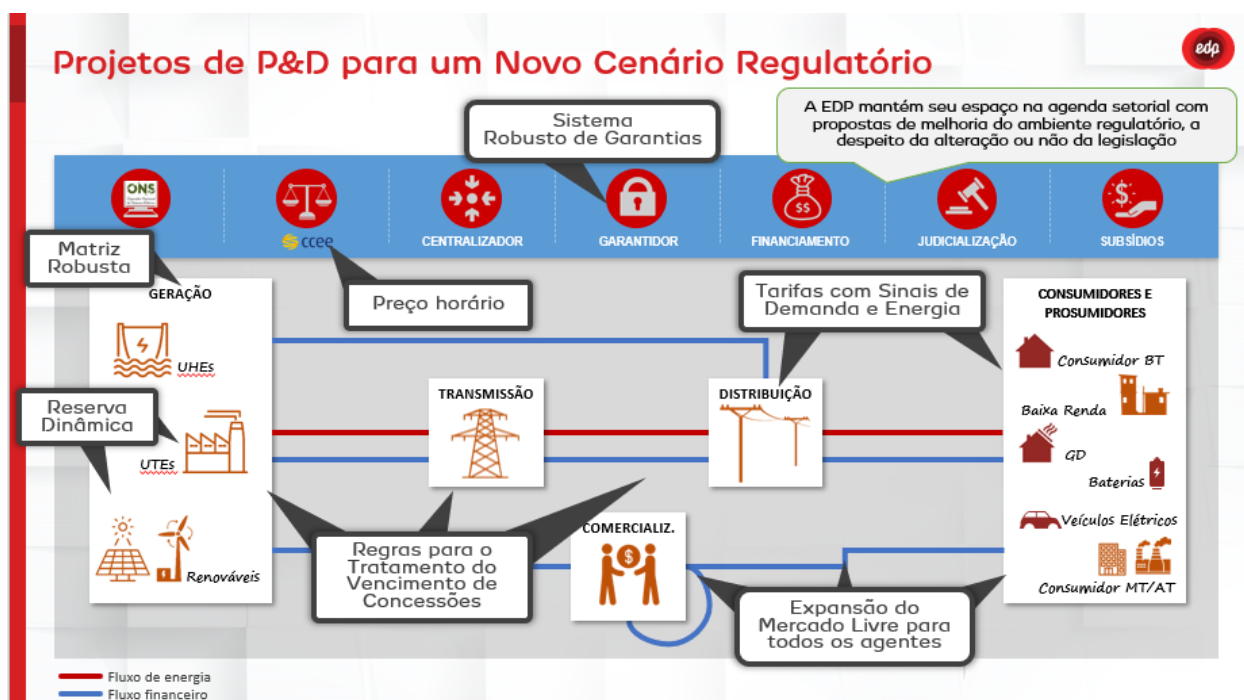 Projetos de P&D para um Novo Cenário Regulatório
edp
A EDP mantém seu espaço na agenda setorial com
propostas de melhoria do ambiente regulatório, a
despeito da alteração ou não da legislação
Sistema
Robusto de Garantias
ONS
ccee
CENTRALIZADOR
GARANTIDOR
FINANCIAMENTO
JUDICIALIZAÇÃO
SUBSÍDIOS
Matriz
Robusta
Preço horário
Tarifas com Sinais de
Demanda e Energia
GERAÇÃO
UHEs
Reserva
Dinâmica
UTEs
Renováveis
TRANSMISSÃO
DISTRIBUIÇÃO
CONSUMIDORES E
PROSUMIDORES
Consumidor BT
Baixa Renda
GD
Baterias
Veículos Elétricos
Consumidor MT/AT
Regras para o
Tratamento do
Vencimento de
Concessões
COMERCIALIZ.
Expansão do
Mercado Livre para
todos os agentes
Fluxo de energia
Fluxo financeiro